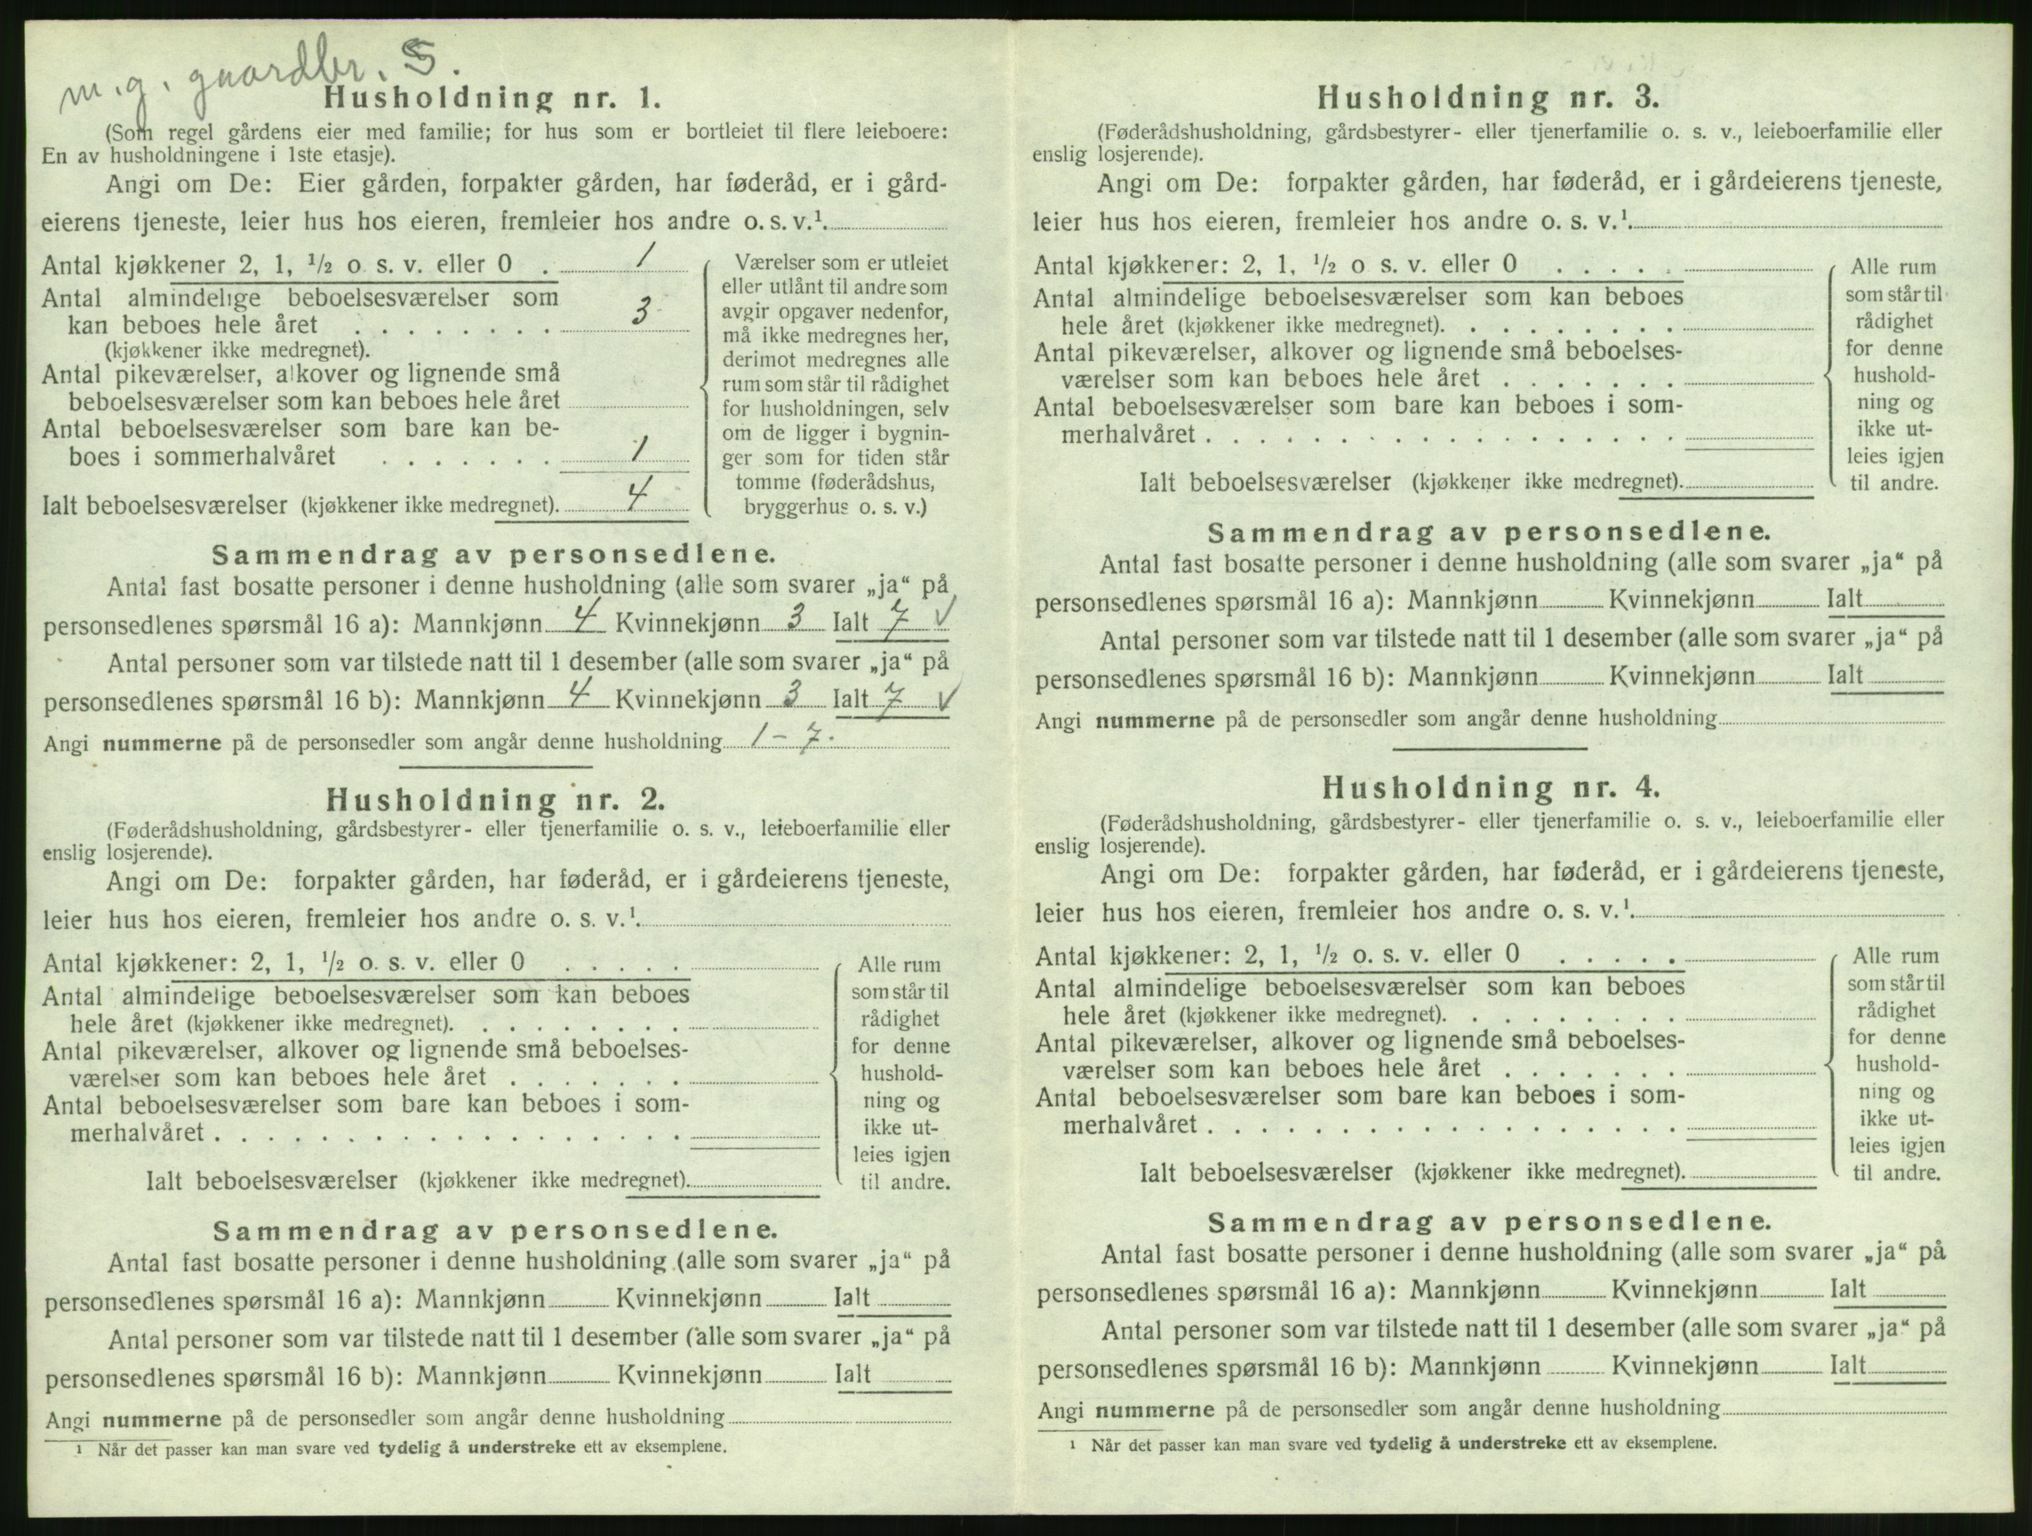 m.g. gaardbr. S.
Husholdning nr. 1.
(Som regel gårdens eier med familie; for hus som er bortleiet til flere leieboere:
En av husholdningene i 1ste etasje).
Angi om De: Eier gården, forpakter gården, har føderåd, er i gård-
eierens tjeneste, leier hus hos eieren, fremleier hos andre o. s. v.¹
Antal kjøkkener 2, 1, ½ o. s. v. eller 0 . 1
Antal almindelige beboelsesværelser som
kan beboes hele året . . . . . . . . 3
(kjøkkener ikke medregnet).
Antal pikeværelser, alkover og lignende små
beboelsesværelser som kan beboes hele året
Antal beboelsesværelser som bare kan be-
boes i sommerhalvåret . . . . . . . 1
Ialt beboelsesværelser (kjøkkener ikke medregnet). 4
Værelser som er utleiet
eller utlånt til andre som
avgir opgaver nedenfor,
må ikke medregnes her,
derimot medregnes alle
rum som står til rådighet
for husholdningen, selv
om de ligger i bygnin-
ger som for tiden står
tomme (føderådshus,
bryggerhus o. s. v.)
Sammendrag av personsedlene.
Antal fast bosatte personer i denne husholdning (alle som svarer „ja“ på
personsedlenes spørsmål 16 a): Mannkjønn 4 Kvinnekjønn 3 Ialt 7 ✓
Antal personer som var tilstede natt til 1 desember (alle som svarer „ja“ på
personsedlenes spørsmål 16 b): Mannkjønn 4 Kvinnekjønn 3 Ialt 7 ✓
Angi nummerne på de personsedler som angår denne husholdning 1 - 7.
Husholdning nr. 2.
(Føderådshusholdning, gårdsbestyrer- eller tjenerfamilie o. s. v., leieboerfamilie eller
enslig losjerende).
Angi om De: forpakter gården, har føderåd, er i gårdeierens tjeneste,
leier hus hos eieren, fremleier hos andre o. s. v.¹
Antal kjøkkener: 2, 1, ½ o. s. v. eller 0 . . . . .
Antal almindelige beboelsesværelser som kan beboes
hele året (kjøkkener ikke medregnet). . . . . . . . .
Antal pikeværelser, alkover og lignende små beboelses-
værelser som kan beboes hele året . . . . . . .
Antal beboelsesværelser som bare kan beboes i som-
merhalvåret . . . . . . . . . . . . . . . . . .
Ialt beboelsesværelser (kjøkkener ikke medregnet).
Alle rum
som står til
rådighet
for denne
hushold-
ning og
ikke ut-
leies igjen
til andre.
Sammendrag av personsedlene.
Antal fast bosatte personer i denne husholdning (alle som svarer „ja“ på
personsedlenes spørsmål 16 a): Mannkjønn Kvinnekjønn Ialt
Antal personer som var tilstede natt til 1 desember (alle som svarer „ja“ på
personsedlenes spørsmål 16 b): Mannkjønn Kvinnekjønn Ialt
Angi nummerne på de personsedler som angår denne husholdning
¹ Når det passer kan man svare ved tydelig å understreke ett av eksemplene.
Husholdning nr. 3.
(Føderådshusholdning, gårdsbestyrer- eller tjenerfamilie o. s. v., leieboerfamilie eller
enslig losjerende).
Angi om De: forpakter gården, har føderåd, er i gårdeierens tjeneste,
leier hus hos eieren, fremleier hos andre o. s. v.¹
Antal kjøkkener: 2, 1, ½ o s. v. eller 0 . . . . .
Antal almindelige beboelsesværelser som kan beboes
hele året (kjøkkener ikke medregnet). . . . . . . . .
Antal pikeværelser, alkover og lignende små beboelses-
værelser som kan beboes hele året . . . . . . .
Antal beboelsesværelser som bare kan beboes i som-
merhalvåret . . . . . . . . . . . . . . . . . .
Ialt beboelsesværelser (kjøkkener ikke medregnet).
Alle rum
som står til
rådighet
for denne
hushold-
ning og
ikke ut-
leies igjen
til andre.
Sammendrag av personsedlene.
Antal fast bosatte personer i denne husholdning (alle som svarer „ja“ på
personsedlenes spørsmål 16 a): Mannkjønn Kvinnekjønn Ialt
Antal personer som var tilstede natt til 1 desember (alle som svarer „ja“ på
personsedlenes spørsmål 16 b): Mannkjønn Kvinnekjønn Ialt
Angi nummerne på de personsedler som angår denne husholdning
Husholdning nr. 4.
(Føderådshusholdning, gårdsbestyrer- eller tjenerfamilie o. s. v., leieboerfamilie eller
enslig losjerende).
Angi om De: forpakter gården, har føderåd, er i gårdeierens tjeneste,
leier hus hos eieren, fremleier hos andre o. s. v.¹
Antal kjøkkener: 2, 1, ½ o. s. v. eller 0 . . . . .
Antal almindelige beboelsesværelser som kan beboes
hele året (kjøkkener ikke medregnet). . . . . . . . .
Antal pikeværelser, alkover og lignende små beboelses-
værelser som kan beboes hele året . . . . . . .
Antal beboelsesværelser som bare kan beboes i som-
merhalvåret . . . . . . . . . . . . . . . . . .
Ialt beboelsesværelser (kjøkkener ikke medregnet).
Alle rum
som står til
rådighet
for denne
hushold-
ning og
ikke ut-
leies igjen
til andre.
Sammendrag av personsedlene.
Antal fast bosatte personer i denne husholdning (alle som svarer „ja“ på
personsedlenes spørsmål 16 a): Mannkjønn Kvinnekjønn Ialt
Antal personer som var tilstede natt til 1 desember (alle som svarer „ja“ på
personsedlenes spørsmål 16 b): Mannkjønn Kvinnekjønn Ialt
Angi nummerne på de personsedler som angår denne husholdning
¹ Når det passer kan man svare ved tydelig å understreke ett av eksemplene.